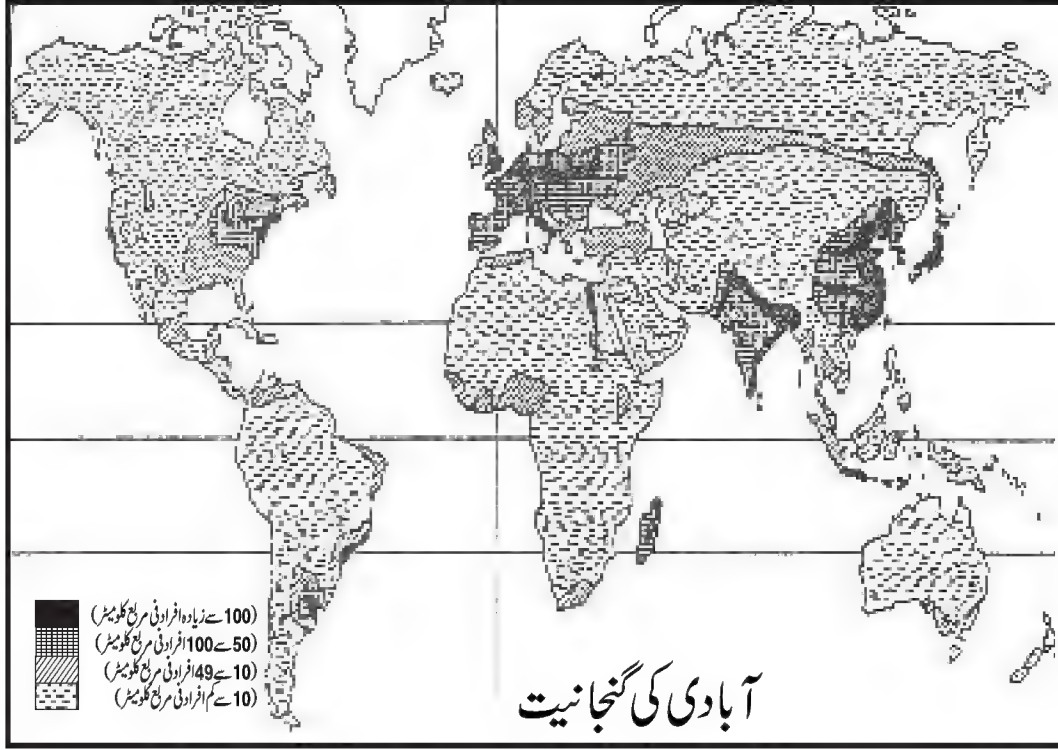 (100 سے زیادہ افراد فی مربع کلومیٹر)
(50 سے 100 افراد فی مربع کلومیٹر)
(10 سے 49 افراد فی مربع کلومیٹر)
(10 سے کم افراد فی مربع کلومیٹر)
آبادی کی گنجانیت